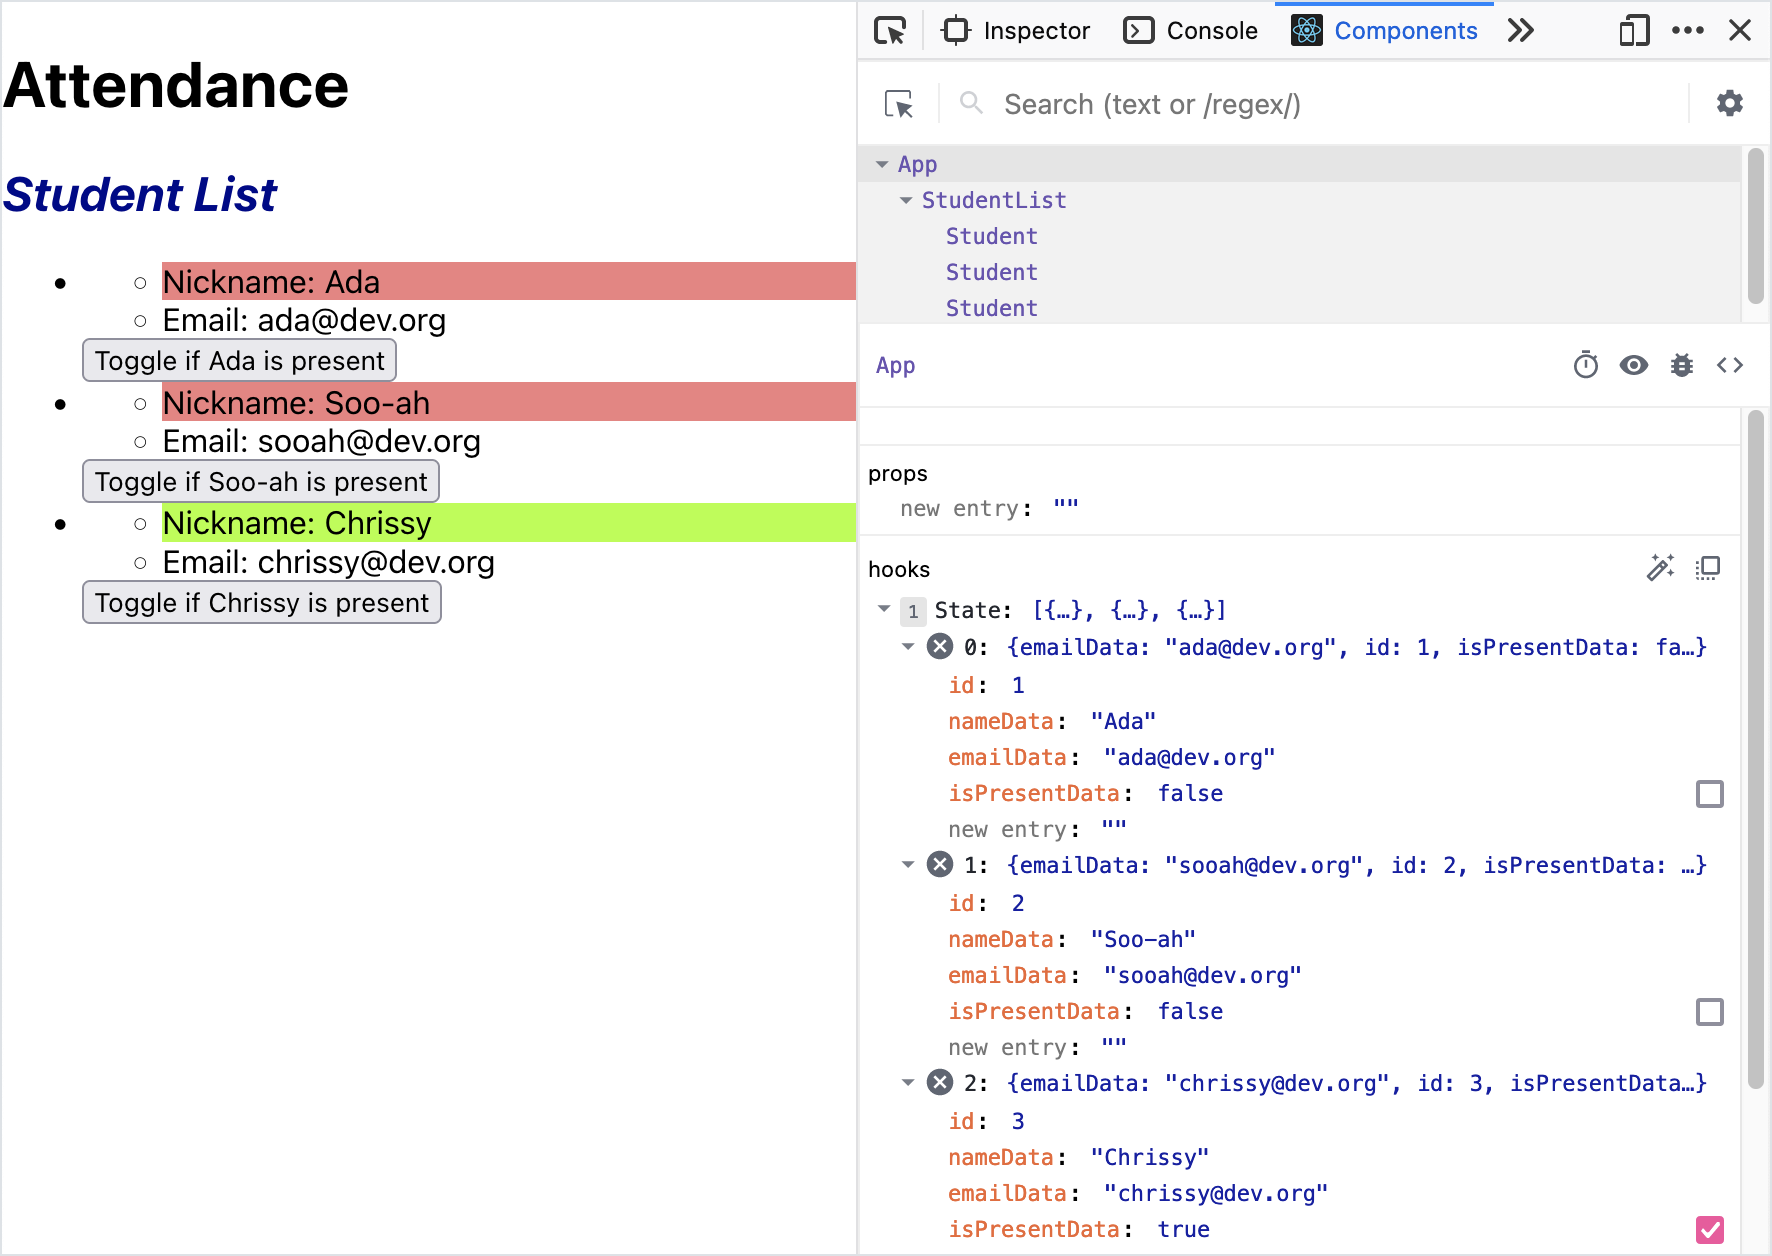 Attendance
Student List
Nickname: Ada
Email: ada@dev.org
Toggle if Ada is present
Nickname: Soo-ah
Email: sooah@dev.org
Toggle if Soo-ah is present
Nickname: Chrissy
Email: chrissy@dev.org
Toggle if Chrissy is present
Inspector Console Components
Search (text or /regex/)
App
StudentList
Student
Student
Student
App
props
new entry: ""
hooks
1 State: [{…}, {…}, {…}]
0: {emailData: "ada@dev.org", id: 1, isPresentData: fa…}
id: 1
nameData: "Ada"
emailData: "ada@dev.org"
isPresentData: false
new entry: ""
1: {emailData: "sooah@dev.org", id: 2, isPresentData: …}
id: 2
nameData: "Soo-ah"
emailData: "sooah@dev.org"
isPresentData: false
new entry: ""
2: {emailData: "chrissy@dev.org", id: 3, isPresentData…}
id: 3
nameData: "Chrissy"
emailData: "chrissy@dev.org"
isPresentData: true